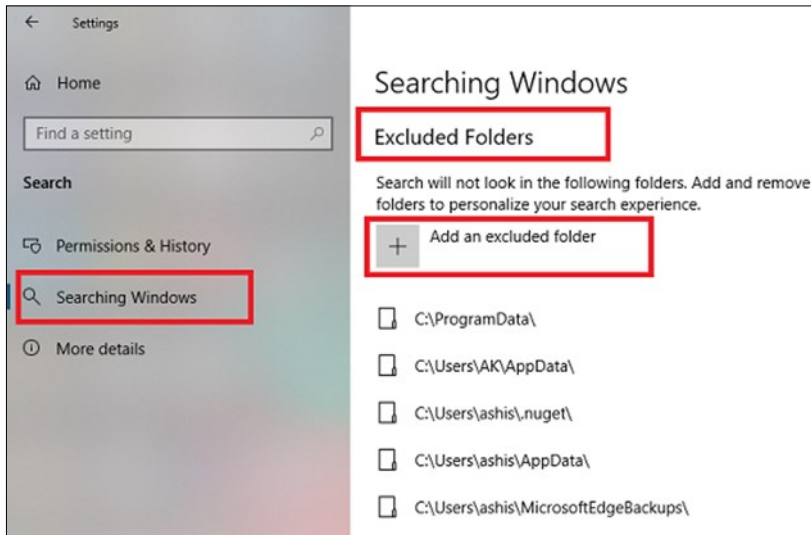 Settings
Home
Find a setting
Search
Permissions & History
Searching Windows
More details
Searching Windows
Excluded Folders
Search will not look in the following folders. Add and remove
folders to personalize your search experience.
Add an excluded folder
C:\ProgramData\
C:\Users\AK\AppData\
C:\Users\ashis\.nuget\
C:\Users\ashis\AppData\
C:\Users\ashis\MicrosoftEdgeBackups\